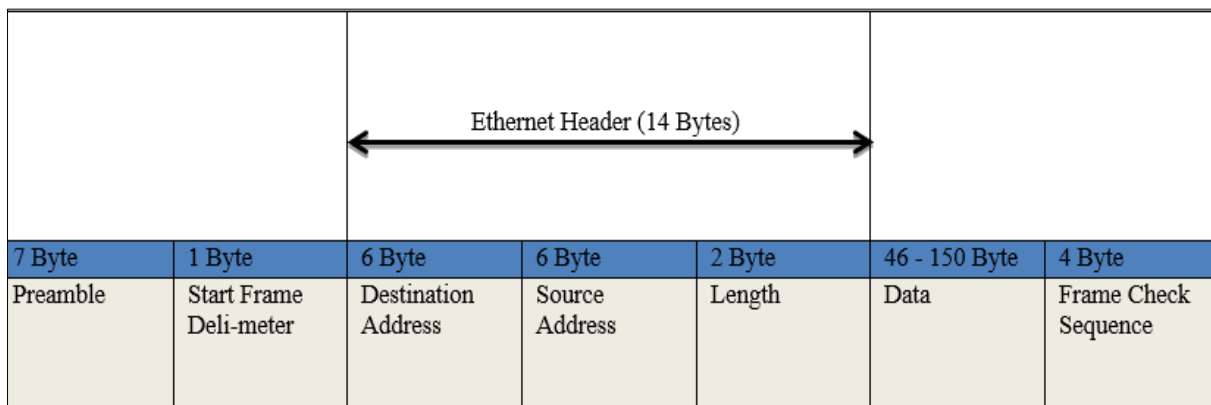 Ethernet Header (14 Bytes)
7 Byte 1 Byte 6 Byte 6 Byte 2 Byte 46 - 150 Byte 4 Byte
Preamble Start Frame Destination Source Length Data Frame Check
Deli-meter Address Address Sequence